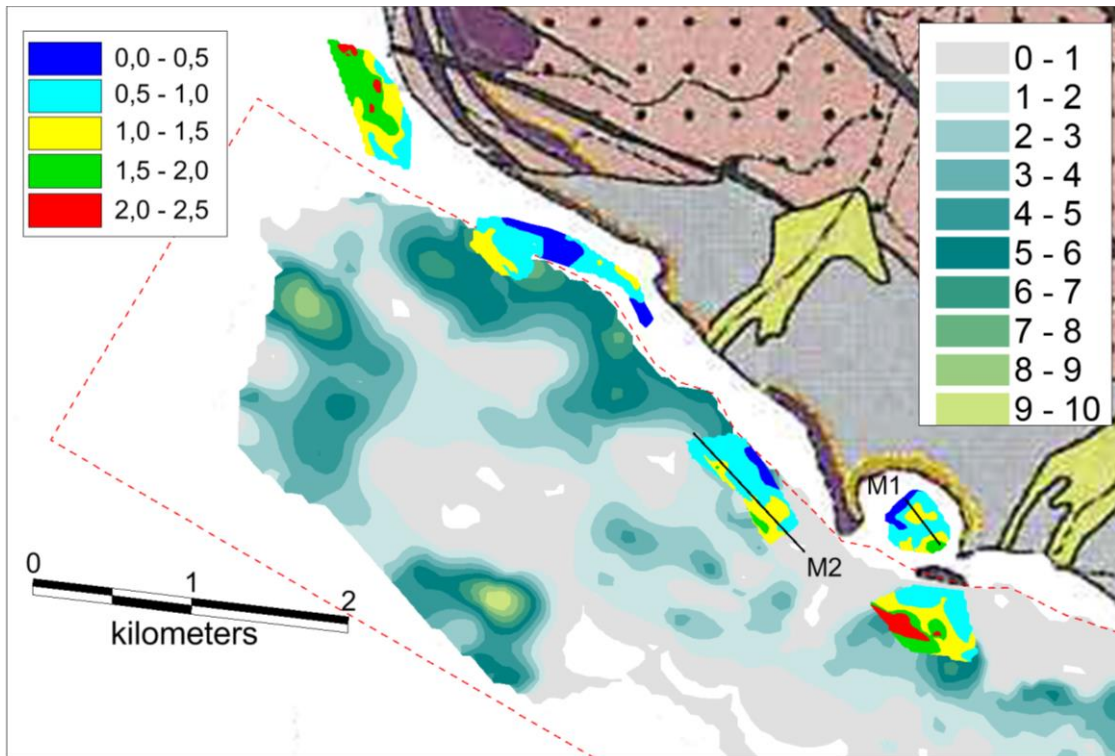 0,0 - 0,5
0,5 - 1,0
1,0 - 1,5
1,5 - 2,0
2,0 - 2,5
0 - 1
1 - 2
2 - 3
3 - 4
4 - 5
5 - 6
6 - 7
7 - 8
8 - 9
9 - 10
M1
M2
0 1 2
kilometers